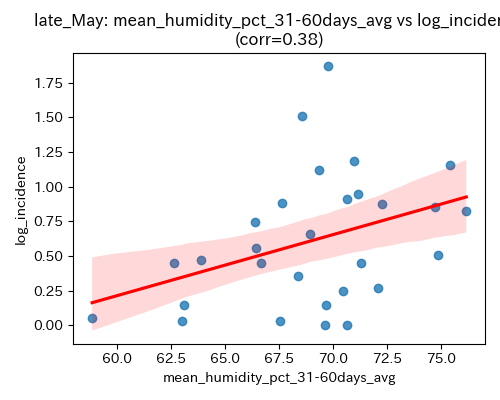 late_May: mean_humidity_pct_31-60days_avg vs log_inciden
(corr=0.38)
1.75
1.50
1.25
1.00
0.75
0.50
0.25
0.00
log_incidence
60.0 62.5 65.0 67.5 70.0 72.5 75.0
mean_humidity_pct_31-60days_avg